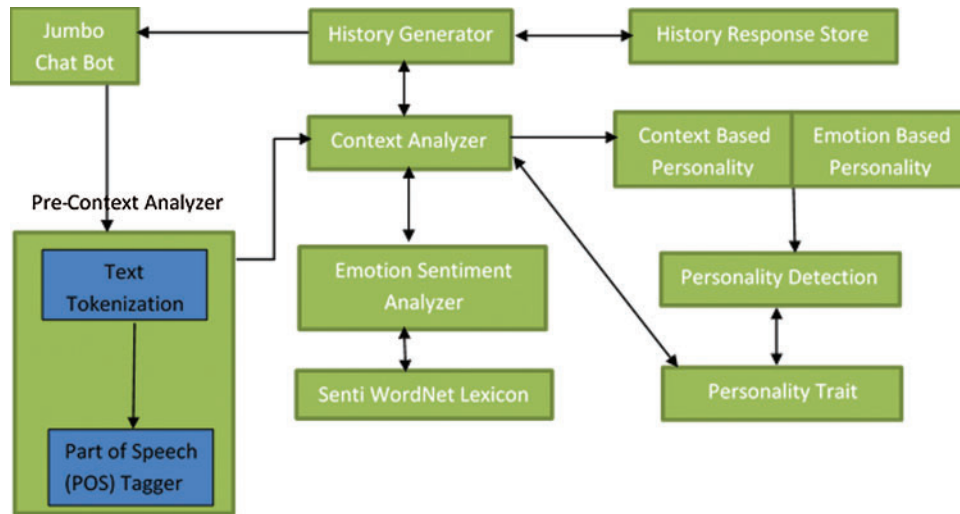 Jumbo
Chat Bot
History Generator
History Response Store
Context Analyzer
Context Based
Personality
Emotion Based
Personality
Pre-Context Analyzer
Text
Tokenization
Emotion Sentiment
Analyzer
Personality Detection
Senti WordNet Lexicon
Personality Trait
Part of Speech
(POS) Tagger